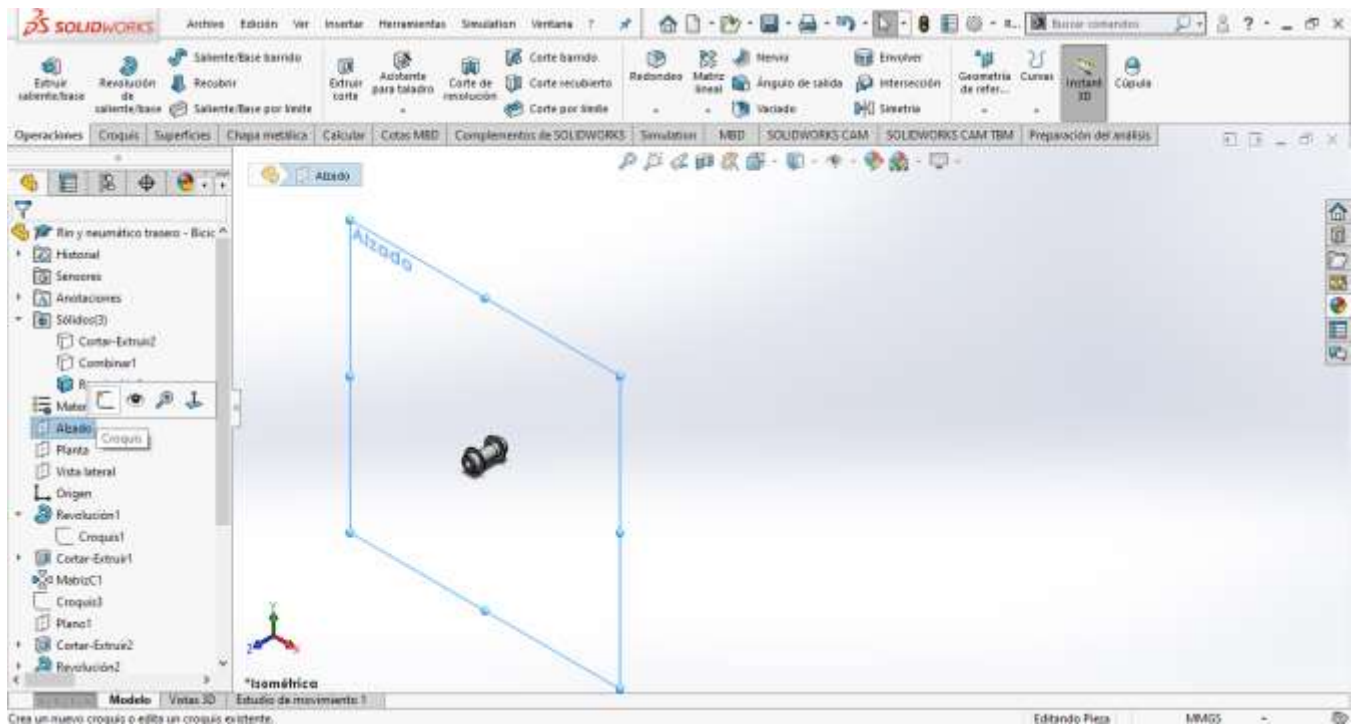 SOLIDWORKS Archivo Edición Ver Insertar Herramientas Simulation Ventana ?
Buscar comandos
Extruir saliente/base
Revolución de saliente/base
Saliente/Base barrido
Recubrir
Saliente/Base por límite
Extruir corte
Asistente para taladro
Corte de revolución
Corte barrido
Corte recubierto
Corte por límite
Redondeo
Matriz lineal
Nervio
Ángulo de salida
Vaciado
Envolver
Intersección
Simetría
Geometría de refer...
Curvas
Instant 3D
Cúpula
Operaciones Croquis Superficies Chapa metálica Calcular Cotas MBD Complementos de SOLIDWORKS Simulation MBD SOLIDWORKS CAM SOLIDWORKS CAM TBM Preparación del análisis
Alzado
Alzado
Rin y neumático trasero - Bicic
Historial
Sensores
Anotaciones
Sólidos(3)
Cortar-Extruir2
Combinar1
Mater
Alzado
Croquis
Planta
Vista lateral
Origen
Revolución1
Croquis1
Cortar-Extruir1
MatrizC1
Croquis3
Plano1
Cortar-Extruir2
Revolución2
Y
Z
X
*Isométrica
Modelo Vistas 3D Estudio de movimiento 1
Crea un nuevo croquis o edita un croquis existente.
Editando Pieza MMGS